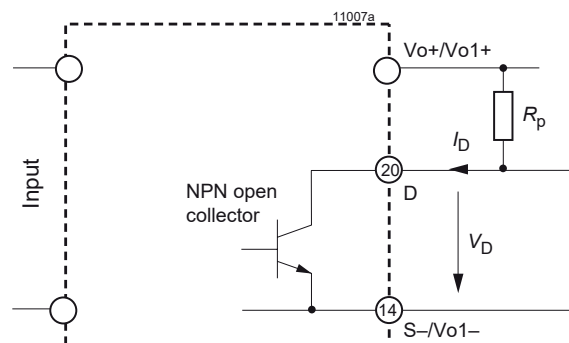 11007a
Vo+/Vo1+
Rp
ID
20
D
NPN open
collector
Input
VD
14
S–/Vo1–